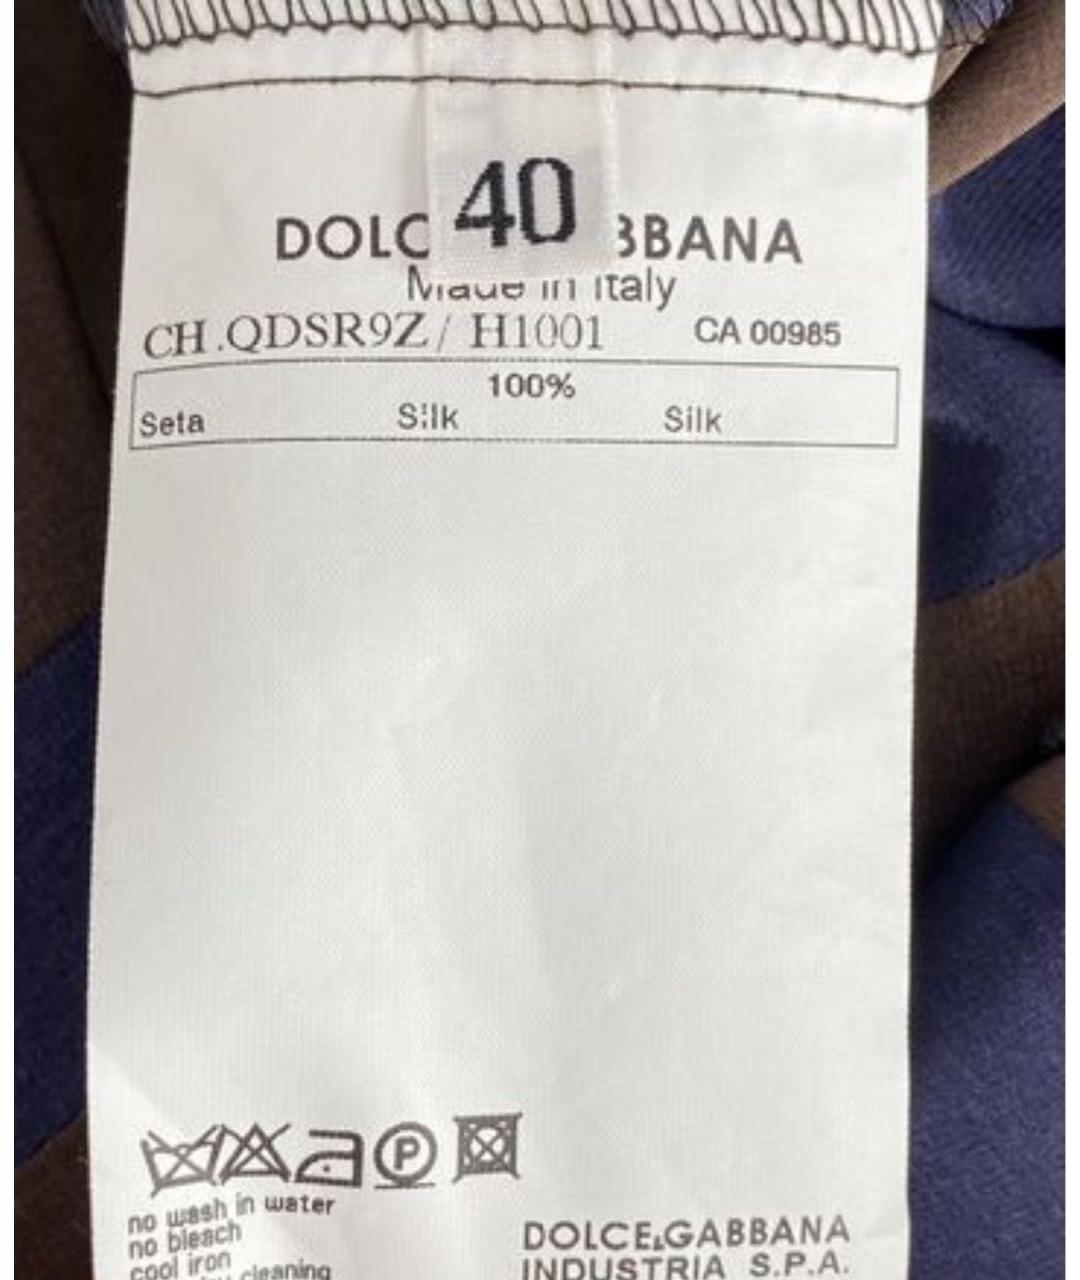 40
DOLC BBANA
Made in Italy
CH.QDSR9Z/ H1001 CA 00985
100%
Seta Silk Silk
P
no wash in water
no bleach
cool iron
cleaning
DOLCE&GABBANA
INDUSTRIA S.P.A.